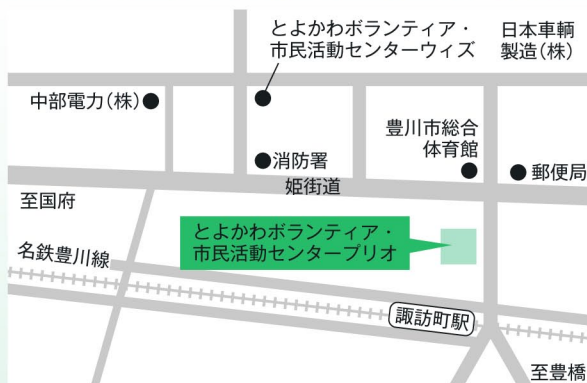 とよかわボランティア・
市民活動センターウィズ
日本車輌
製造(株)
中部電力(株)
豊川市総合
体育館
消防署
郵便局
姫街道
至国府
とよかわボランティア・
市民活動センタープリオ
名鉄豊川線
諏訪町駅
至豊橋